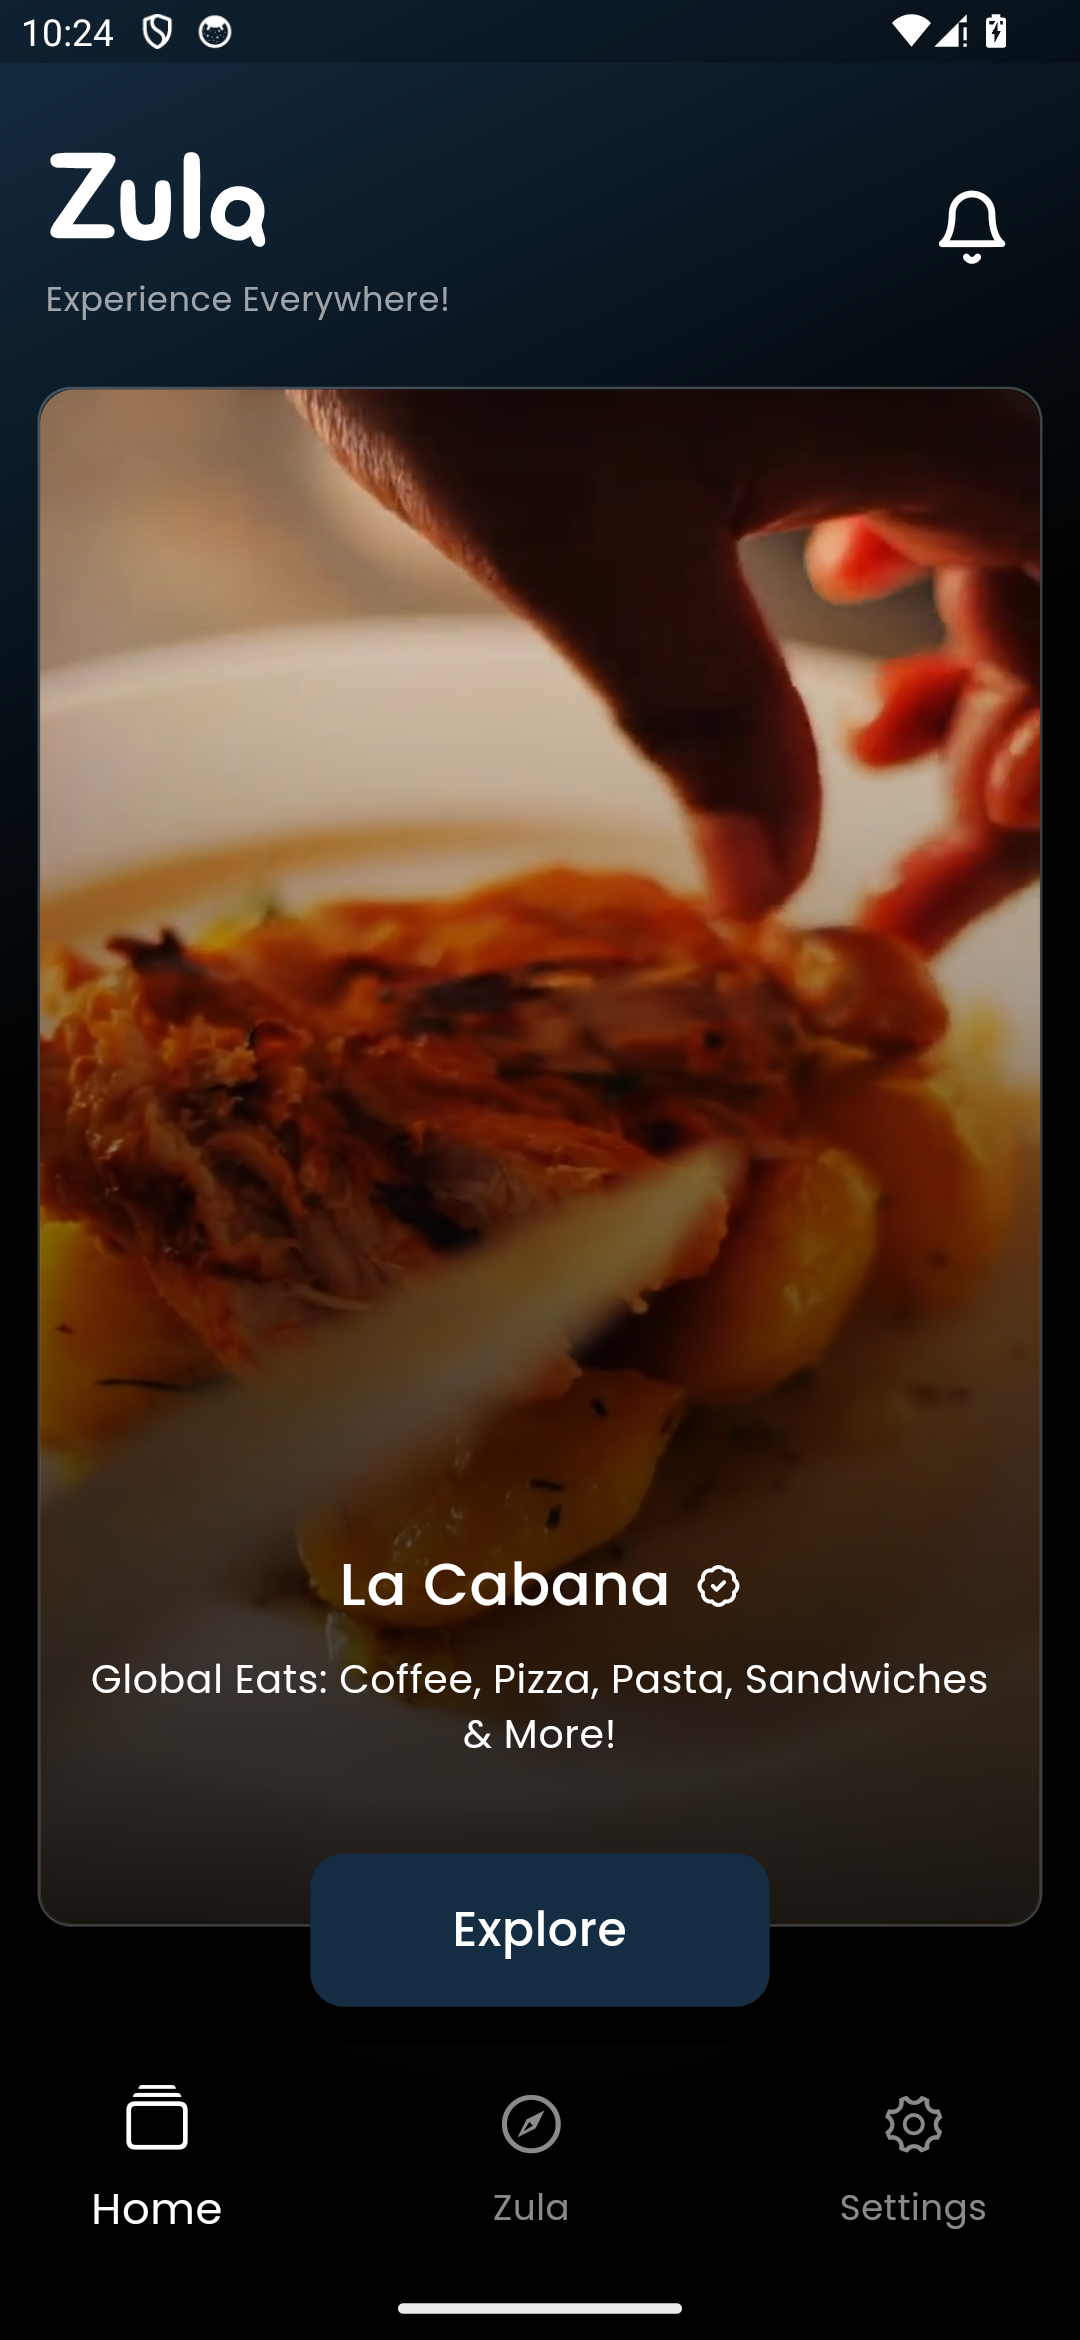 10:24
Zula
Experience Everywhere!
La Cabana
Global Eats: Coffee, Pizza, Pasta, Sandwiches
& More!
Explore
Home
Zula
Settings